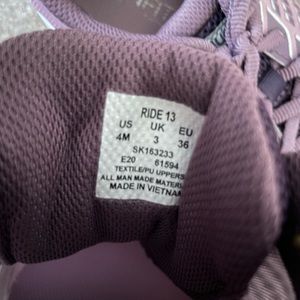 RIDE 13
US UK EU
4M 3 36
SK163233
E20 61594
TEXTILE/PU UPPERS
ALL MAN MADE MATER
MADE IN VIETNAM